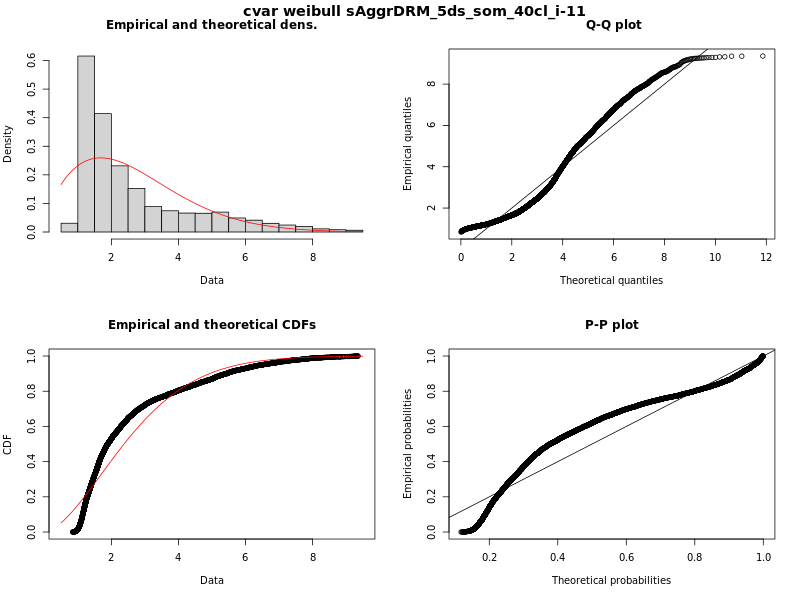 cvar weibull sAggrDRM_5ds_som_40cl_i-11
Empirical and theoretical dens.
Density
0.0 0.1 0.2 0.3 0.4 0.5 0.6
2 4 6 8
Data
Q-Q plot
Empirical quantiles
2 4 6 8
0 2 4 6 8 10 12
Theoretical quantiles
Empirical and theoretical CDFs
CDF
0.0 0.2 0.4 0.6 0.8 1.0
2 4 6 8
Data
P-P plot
Empirical probabilities
0.0 0.2 0.4 0.6 0.8 1.0
0.2 0.4 0.6 0.8 1.0
Theoretical probabilities